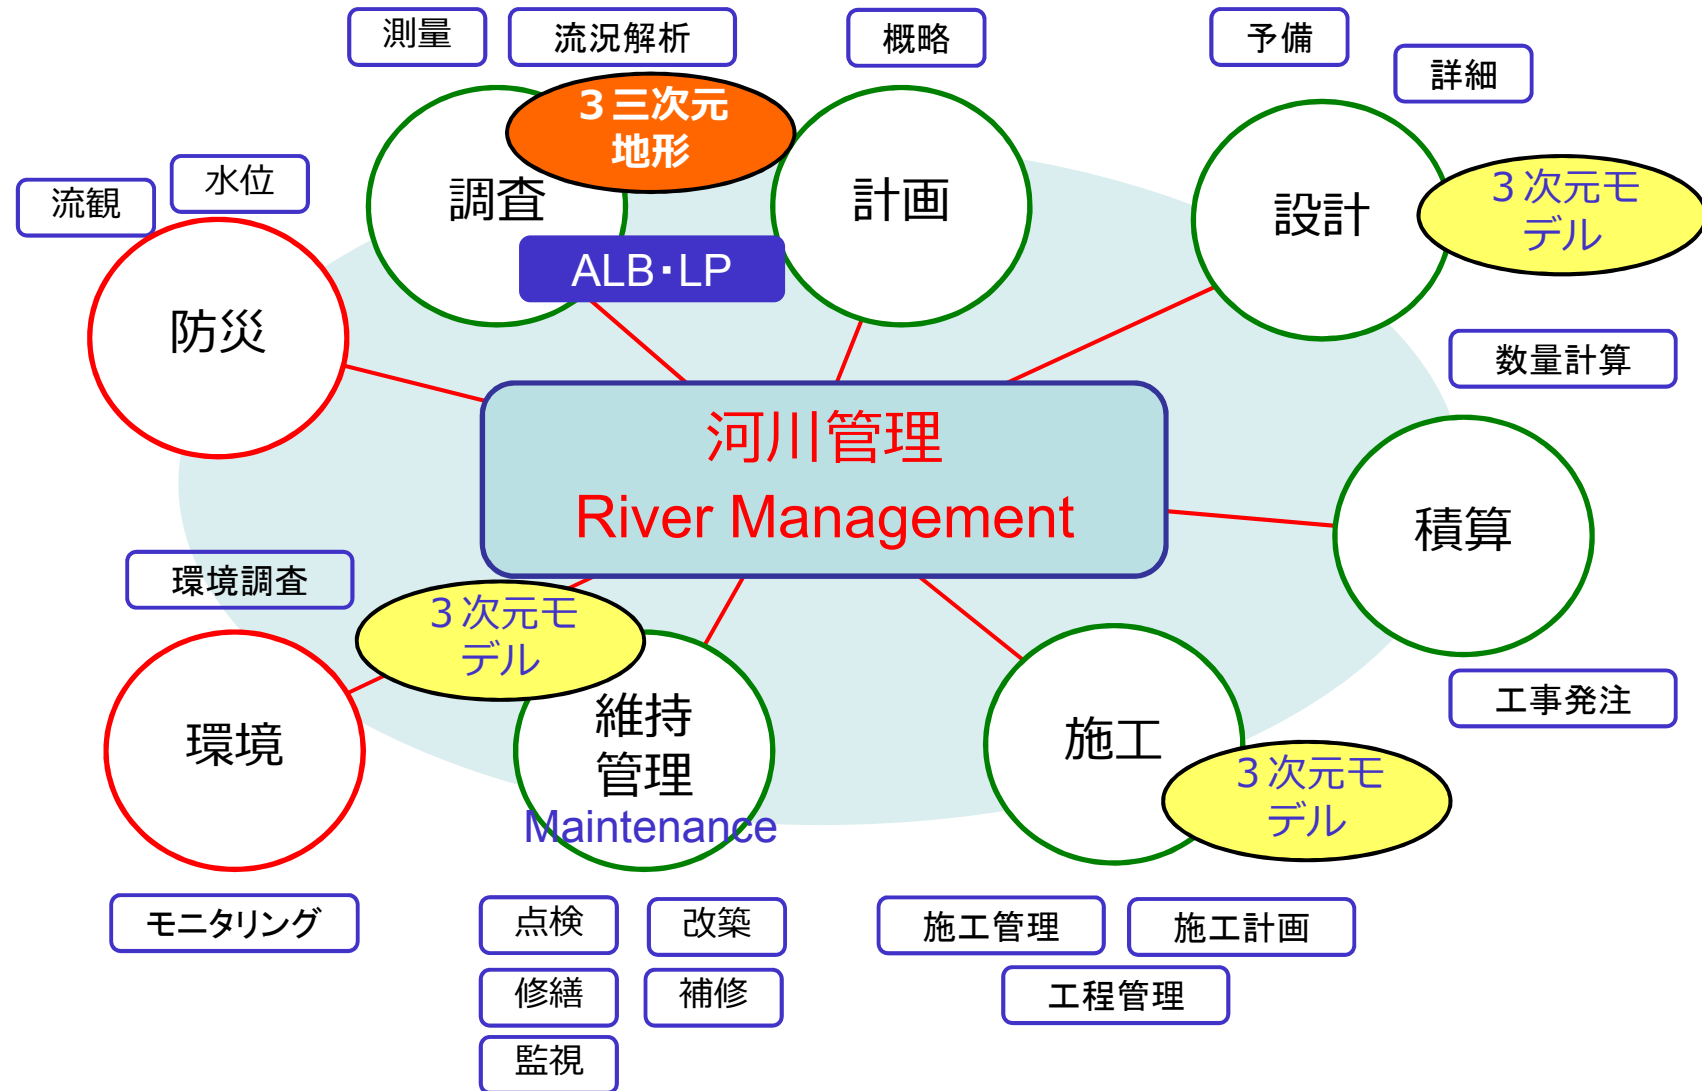 測量
流況解析
概略
予備
詳細
３三次元
地形
調査
計画
設計
３次元モ
デル
流観
水位
ALB･LP
防災
数量計算
河川管理
River Management
積算
環境調査
３次元モ
デル
工事発注
環境
維持
管理
Maintenance
施工
３次元モ
デル
モニタリング
点検
改築
施工管理
施工計画
修繕
補修
工程管理
監視